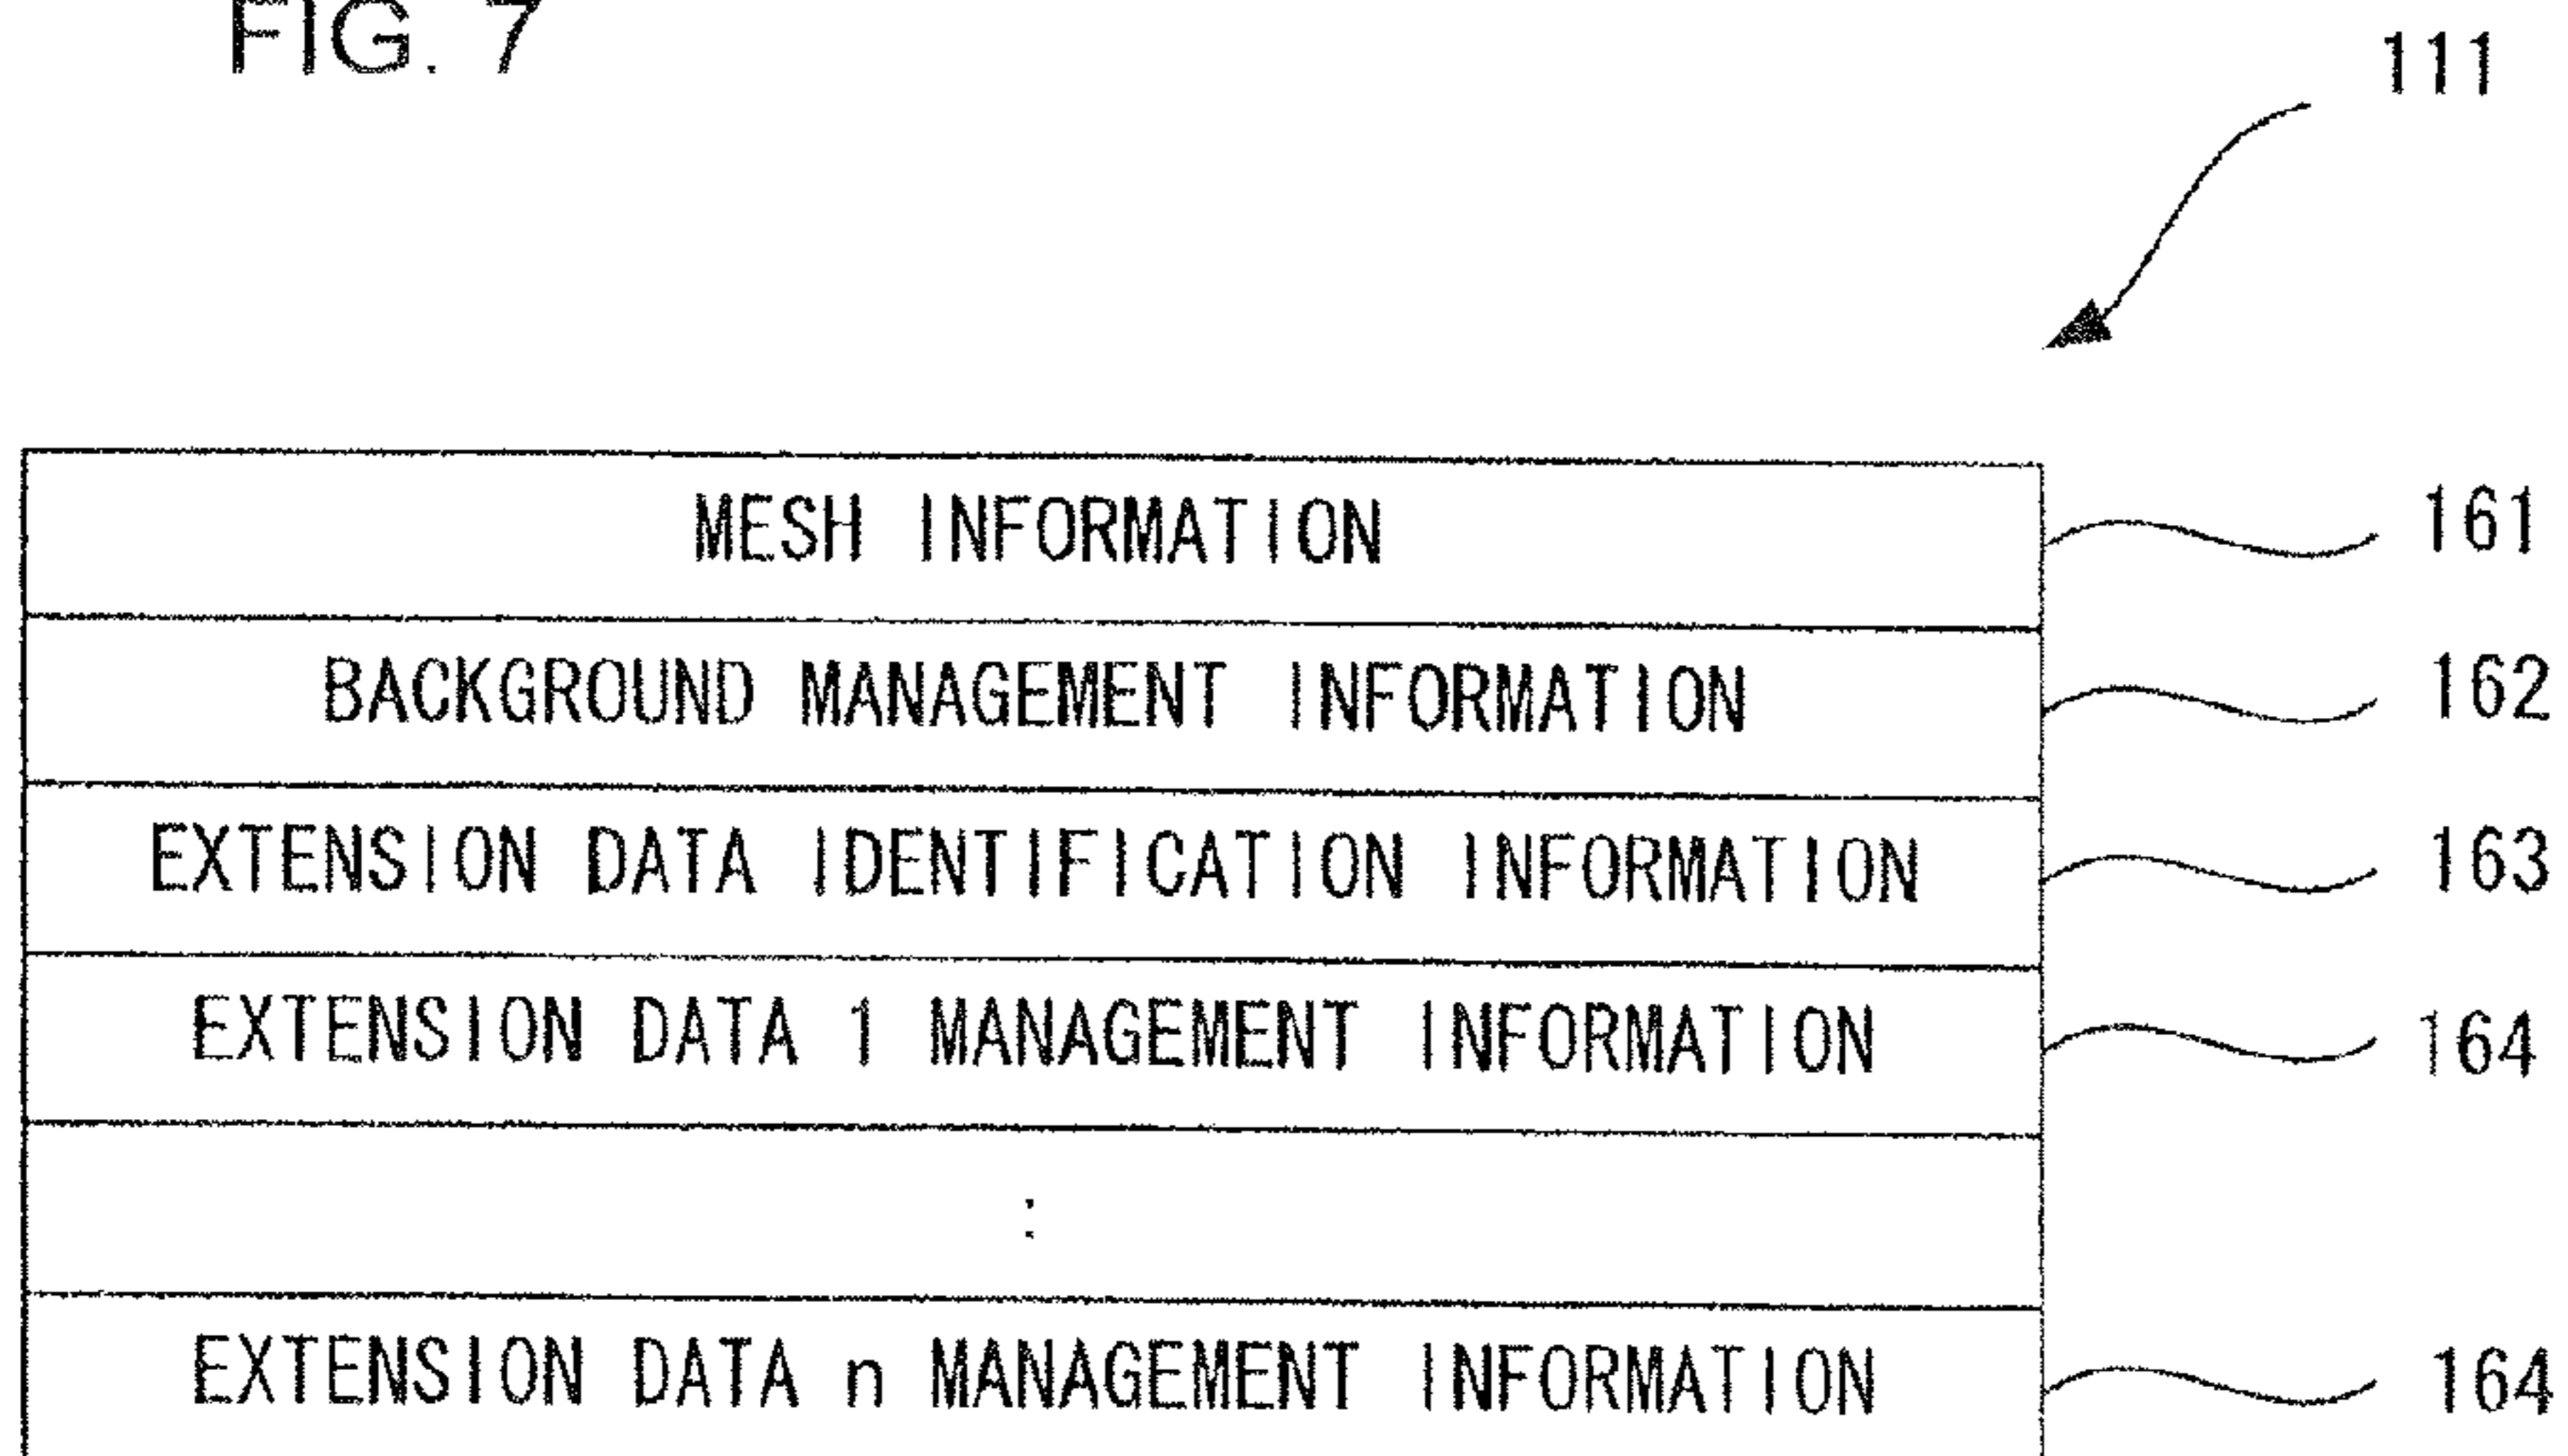 FIG. 7
111
MESH INFORMATION 161
BACKGROUND MANAGEMENT INFORMATION 162
EXTENSION DATA IDENTIFICATION INFORMATION 163
EXTENSION DATA 1 MANAGEMENT INFORMATION 164
:
EXTENSION DATA n MANAGEMENT INFORMATION 164